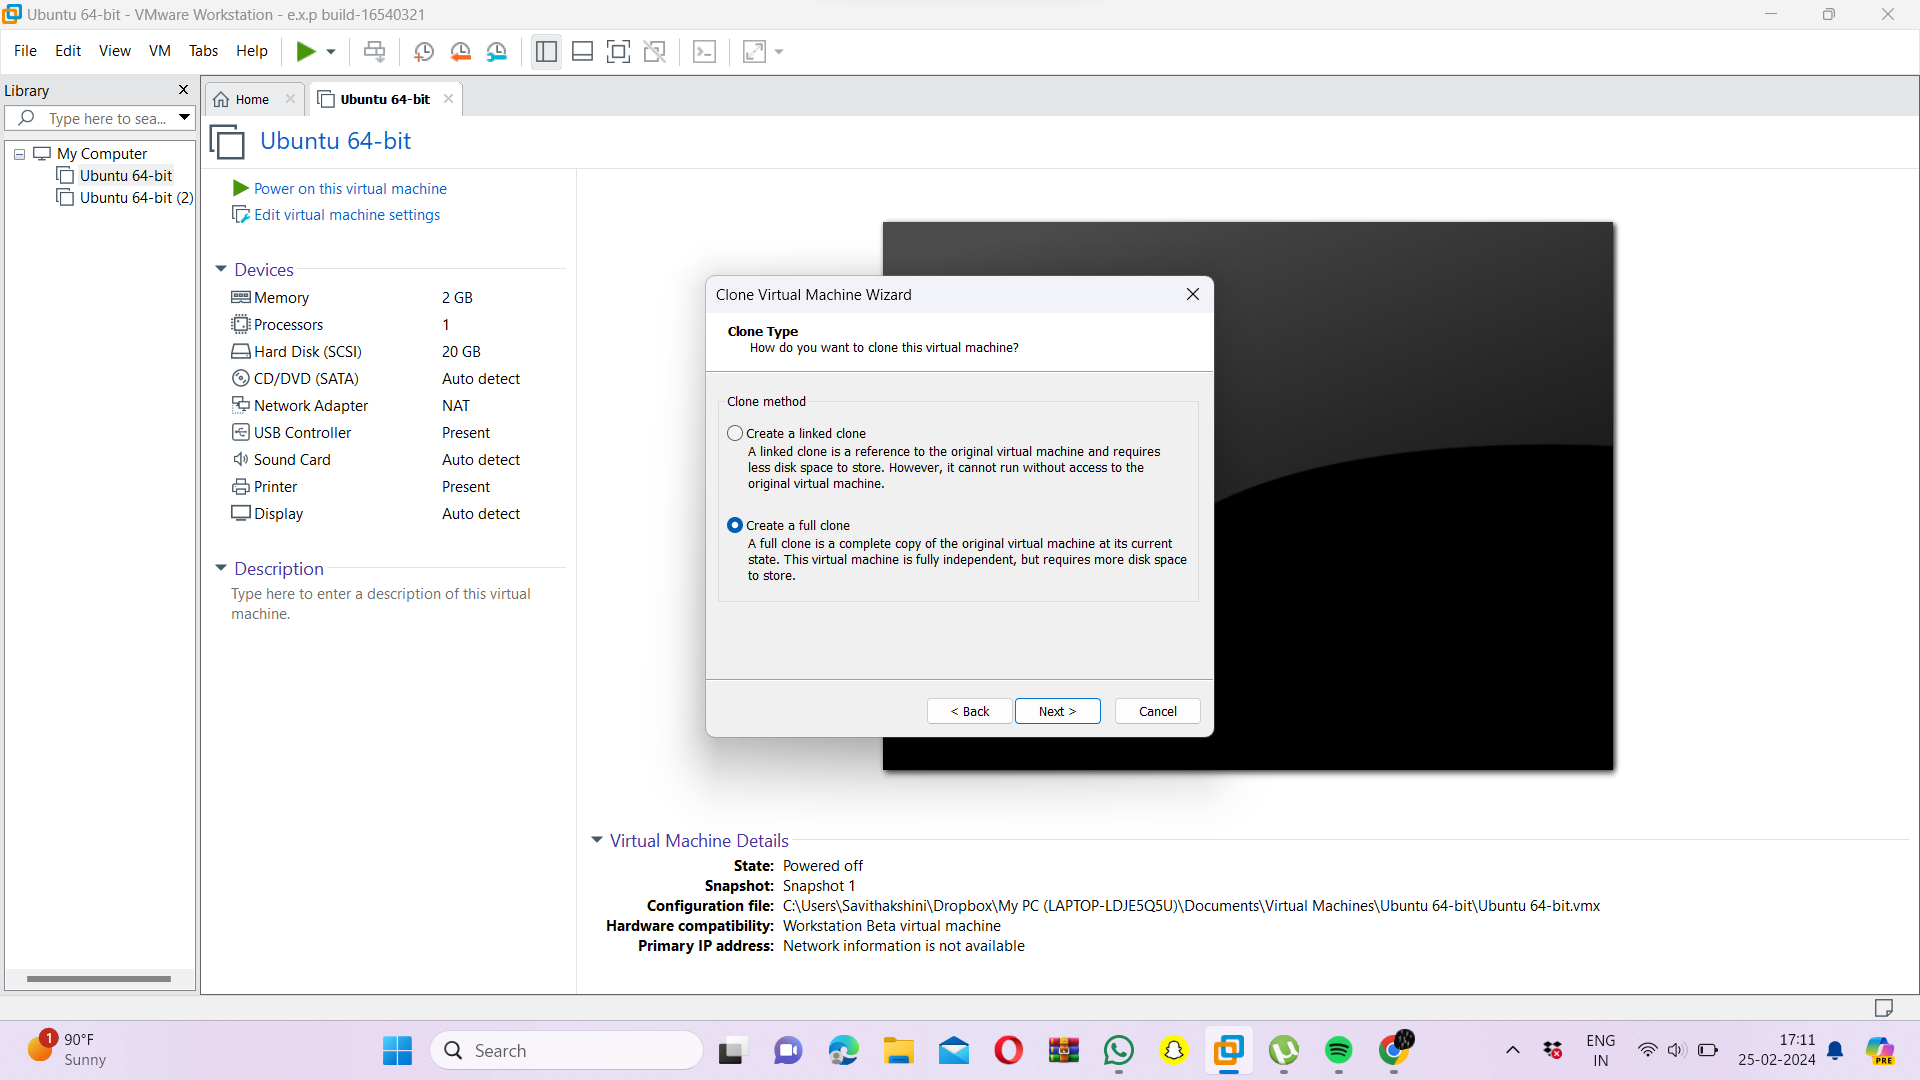 Ubuntu 64-bit - VMware Workstation - e.x.p build-16540321
File Edit View VM Tabs Help
Library
Type here to sea...
My Computer
Ubuntu 64-bit
Ubuntu 64-bit (2)
Home
Ubuntu 64-bit
Ubuntu 64-bit
Power on this virtual machine
Edit virtual machine settings
Devices
Memory 2 GB
Processors 1
Hard Disk (SCSI) 20 GB
CD/DVD (SATA) Auto detect
Network Adapter NAT
USB Controller Present
Sound Card Auto detect
Printer Present
Display Auto detect
Description
Type here to enter a description of this virtual
machine.
Clone Virtual Machine Wizard
Clone Type
How do you want to clone this virtual machine?
Clone method
Create a linked clone
A linked clone is a reference to the original virtual machine and requires
less disk space to store. However, it cannot run without access to the
original virtual machine.
Create a full clone
A full clone is a complete copy of the original virtual machine at its current
state. This virtual machine is fully independent, but requires more disk space
to store.
< Back Next > Cancel
Virtual Machine Details
State: Powered off
Snapshot: Snapshot 1
Configuration file: C:\Users\Savithakshini\Dropbox\My PC (LAPTOP-LDJE5Q5U)\Documents\Virtual Machines\Ubuntu 64-bit\Ubuntu 64-bit.vmx
Hardware compatibility: Workstation Beta virtual machine
Primary IP address: Network information is not available
1
90°F
Sunny
Search
ENG
IN
17:11
25-02-2024
PRE